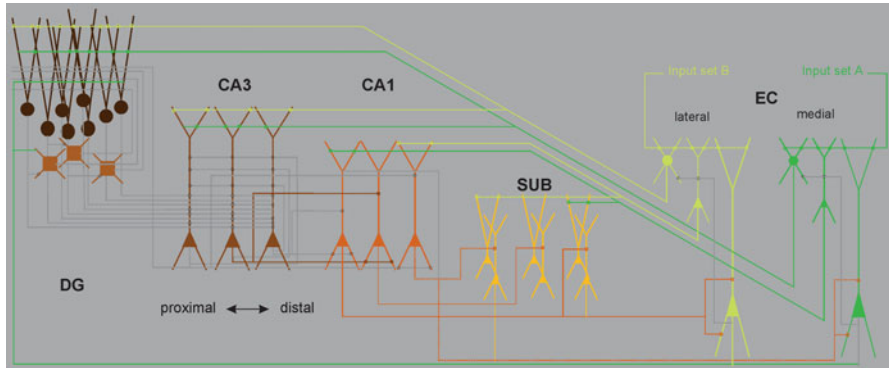 Input set B
Input set A
EC
CA3
CA1
lateral
medial
SUB
DG
proximal
distal